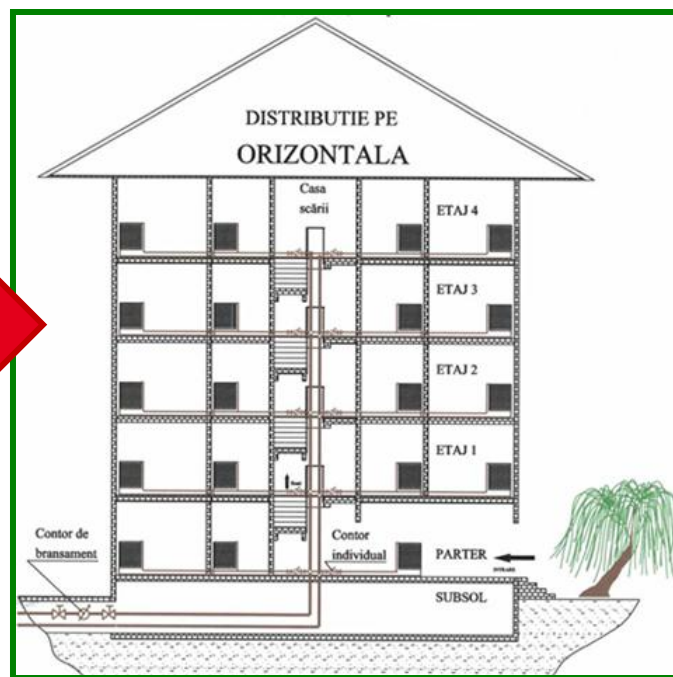 DISTRIBUTIE PE
ORIZONTALA
Casa
scării
ETAJ 4
ETAJ 3
ETAJ 2
ETAJ 1
Contor de
bransament
Contor
individual
PARTER
INTRARE
SUBSOL